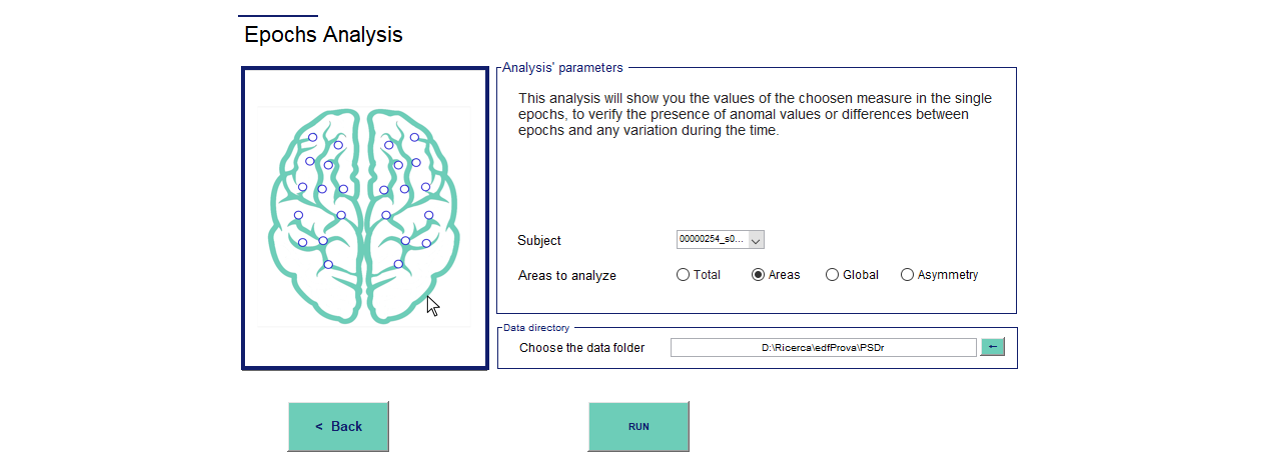 Epochs Analysis
Analysis' parameters
This analysis will show you the values of the choosen measure in the single
epochs, to verify the presence of anomal values or differences between
epochs and any variation during the time.
Subject
00000254_s0...
Areas to analyze
Total
Areas
Global
Asymmetry
Data directory
Choose the data folder
D:\Ricerca\edfProva\PSDr
←
< Back
RUN